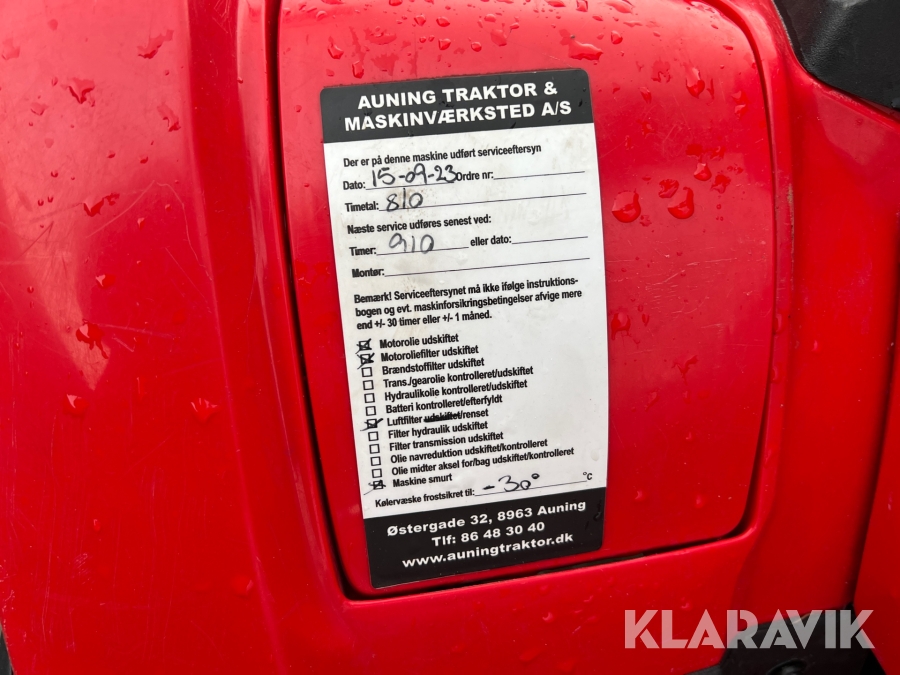 AUNING TRAKTOR &
MASKINVÆRKSTED A/S
Der er på denne maskine udført serviceeftersyn
Dato: 15-09-23 Ordre nr:
Timetal: 810
Næste service udføres senest ved:
Timer: 910 eller dato:
Montør:
Bemærk! Serviceeftersynet må ikke ifølge instruktions-
bogen og evt. maskinforsikringsbetingelser afvige mere
end +/- 30 timer eller +/- 1 måned.
Motorolie udskiftet
Motoroliefilter udskiftet
Brændstoffilter udskiftet
Trans./gearolie kontrolleret/udskiftet
Hydraulikolie kontrolleret/udskiftet
Batteri kontrolleret/efterfyldt
Luftfilter udskiftet/renset
Filter hydraulik udskiftet
Filter transmission udskiftet
Olie navreduktion udskiftet/kontrolleret
Olie midter aksel for/bag udskiftet/kontrolleret
Maskine smurt
Kølervæske frostsikret til: -30° °C
Østergade 32, 8963 Auning
Tlf: 86 48 30 40
www.auningtraktor.dk
KLARAVIK